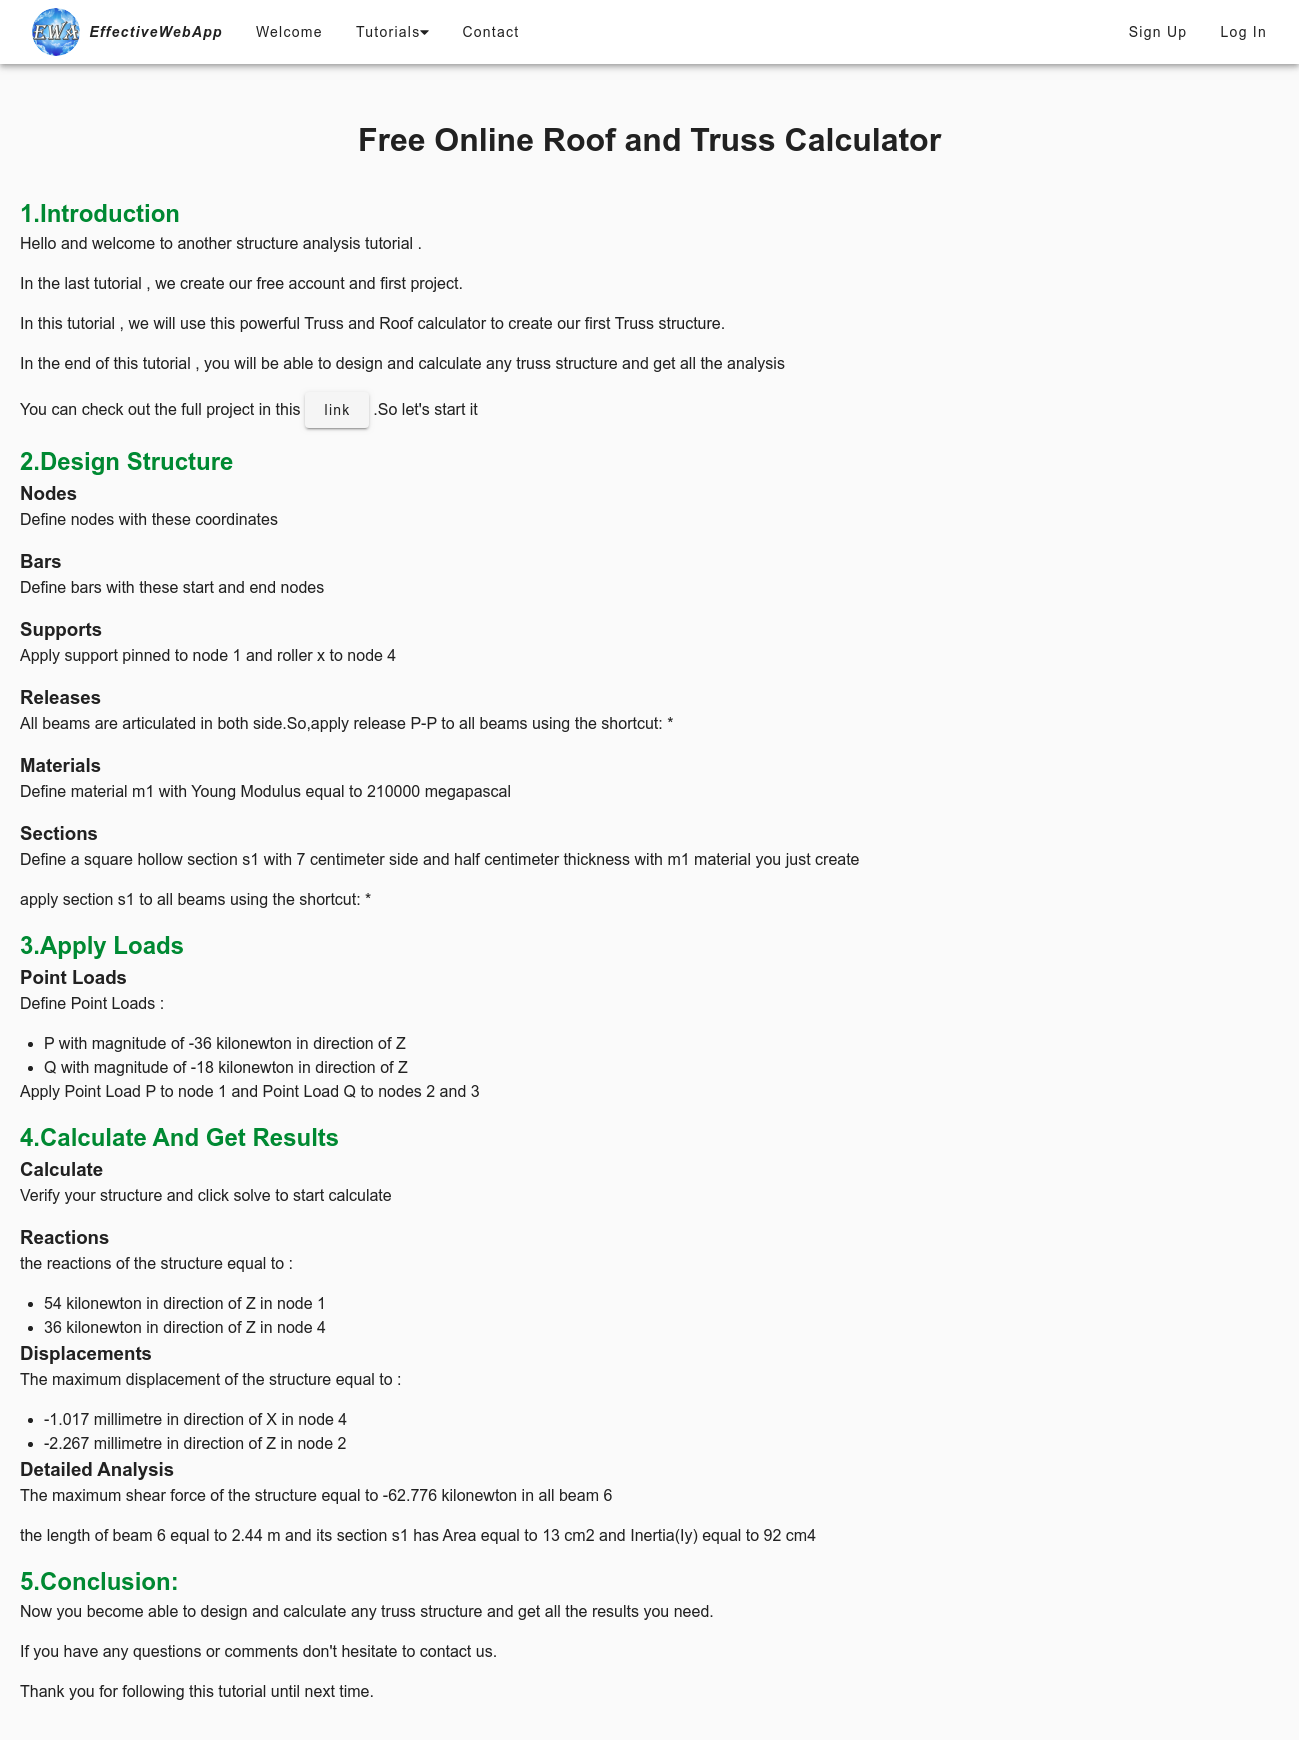 EWA EffectiveWebApp Welcome Tutorials Contact Sign Up Log In
Free Online Roof and Truss Calculator
1.Introduction
Hello and welcome to another structure analysis tutorial .
In the last tutorial , we create our free account and first project.
In this tutorial , we will use this powerful Truss and Roof calculator to create our first Truss structure.
In the end of this tutorial , you will be able to design and calculate any truss structure and get all the analysis
You can check out the full project in this link .So let's start it
2.Design Structure
Nodes
Define nodes with these coordinates
Bars
Define bars with these start and end nodes
Supports
Apply support pinned to node 1 and roller x to node 4
Releases
All beams are articulated in both side.So,apply release P-P to all beams using the shortcut: *
Materials
Define material m1 with Young Modulus equal to 210000 megapascal
Sections
Define a square hollow section s1 with 7 centimeter side and half centimeter thickness with m1 material you just create
apply section s1 to all beams using the shortcut: *
3.Apply Loads
Point Loads
Define Point Loads :
• P with magnitude of -36 kilonewton in direction of Z
• Q with magnitude of -18 kilonewton in direction of Z
Apply Point Load P to node 1 and Point Load Q to nodes 2 and 3
4.Calculate And Get Results
Calculate
Verify your structure and click solve to start calculate
Reactions
the reactions of the structure equal to :
• 54 kilonewton in direction of Z in node 1
• 36 kilonewton in direction of Z in node 4
Displacements
The maximum displacement of the structure equal to :
• -1.017 millimetre in direction of X in node 4
• -2.267 millimetre in direction of Z in node 2
Detailed Analysis
The maximum shear force of the structure equal to -62.776 kilonewton in all beam 6
the length of beam 6 equal to 2.44 m and its section s1 has Area equal to 13 cm2 and Inertia(Iy) equal to 92 cm4
5.Conclusion:
Now you become able to design and calculate any truss structure and get all the results you need.
If you have any questions or comments don't hesitate to contact us.
Thank you for following this tutorial until next time.